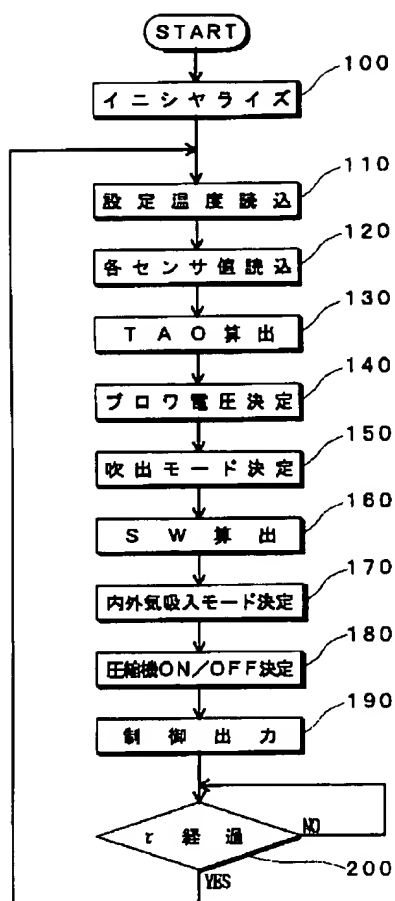 START
100
イニシャライズ
110
設定温度読込
120
各センサ値読込
130
TAO算出
140
ブロワ電圧決定
150
吹出モード決定
160
SW算出
170
内外気吸入モード決定
180
圧縮機ON/OFF決定
190
制御出力
τ 経過
NO
200
YES